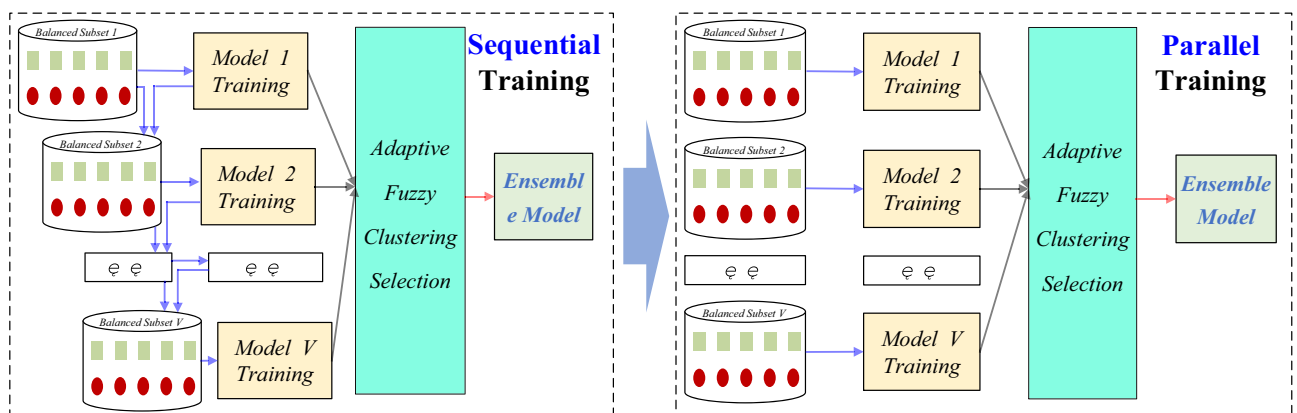 Sequential
Training
Balanced Subset 1
Model 1
Training
Balanced Subset 2
Model 2
Training
ҿ ҿ
ҿ ҿ
Balanced Subset V
Model V
Training
Adaptive
Fuzzy
Clustering
Selection
Ensembl
e Model
Parallel
Training
Balanced Subset 1
Model 1
Training
Balanced Subset 2
Model 2
Training
ҿ ҿ
ҿ ҿ
Balanced Subset V
Model V
Training
Adaptive
Fuzzy
Clustering
Selection
Ensemble
Model